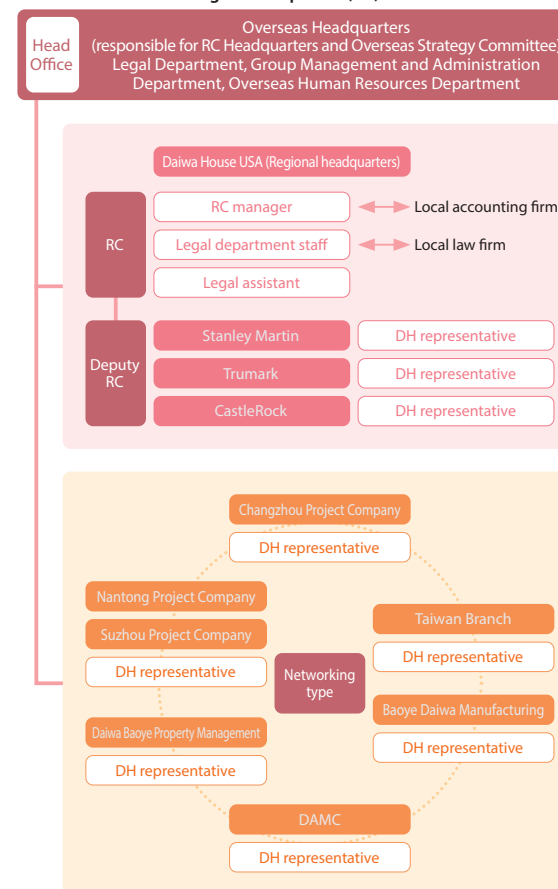 Head
Office
Overseas Headquarters
(responsible for RC Headquarters and Overseas Strategy Committee)
Legal Department, Group Management and Administration
Department, Overseas Human Resources Department
Daiwa House USA (Regional headquarters)
RC
RC manager
Local accounting firm
Legal department staff
Local law firm
Legal assistant
Deputy
RC
Stanley Martin
DH representative
Trumark
DH representative
CastleRock
DH representative
Changzhou Project Company
DH representative
Nantong Project Company
Suzhou Project Company
DH representative
Taiwan Branch
DH representative
Networking
type
Daiwa Baoye Property Management
DH representative
Baoye Daiwa Manufacturing
DH representative
DAMC
DH representative